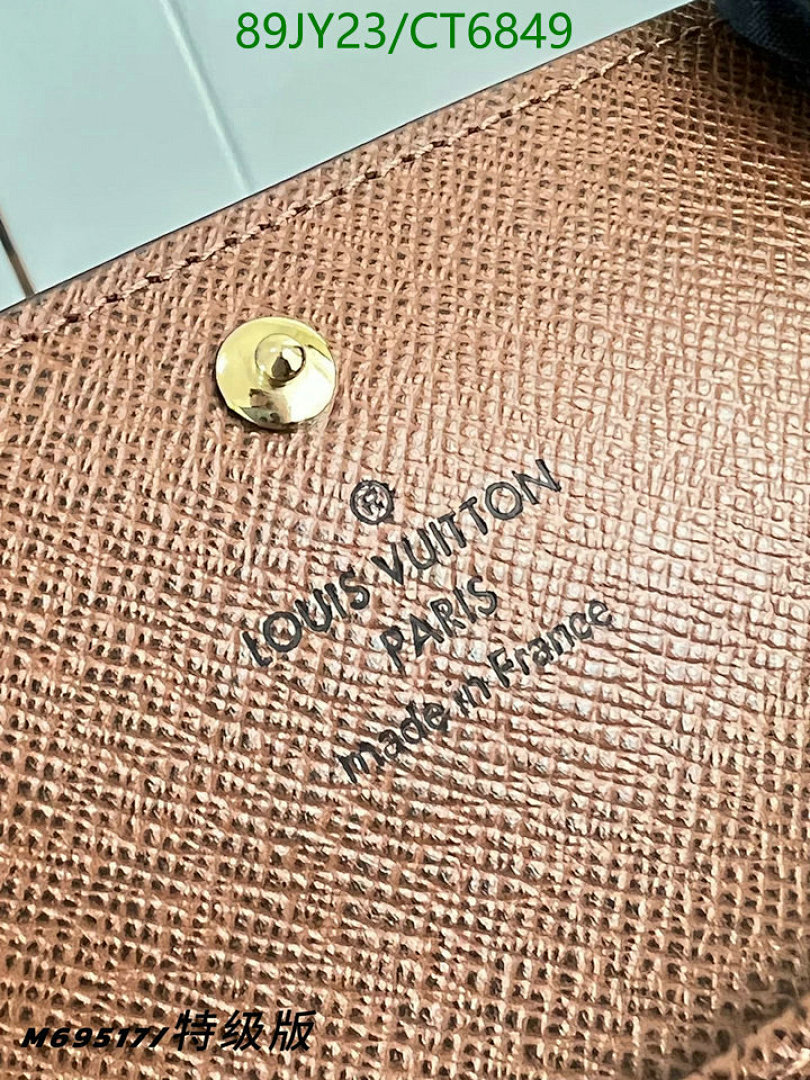 89JY23/CT6849
®
LOUIS VUITTON
PARIS
made in France
M69517/特级版